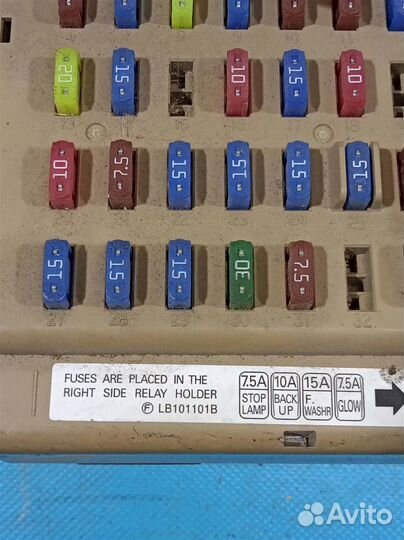 20 15 10 15 10
10 7.5 15 15 15 15
15 15 15 30 7.5
27 28 29 30 31 32
FUSES ARE PLACED IN THE
RIGHT SIDE RELAY HOLDER
Ⓕ LB101101B
7.5A STOP LAMP
10A BACK UP
15A F. WASHR
7.5A GLOW
Avito